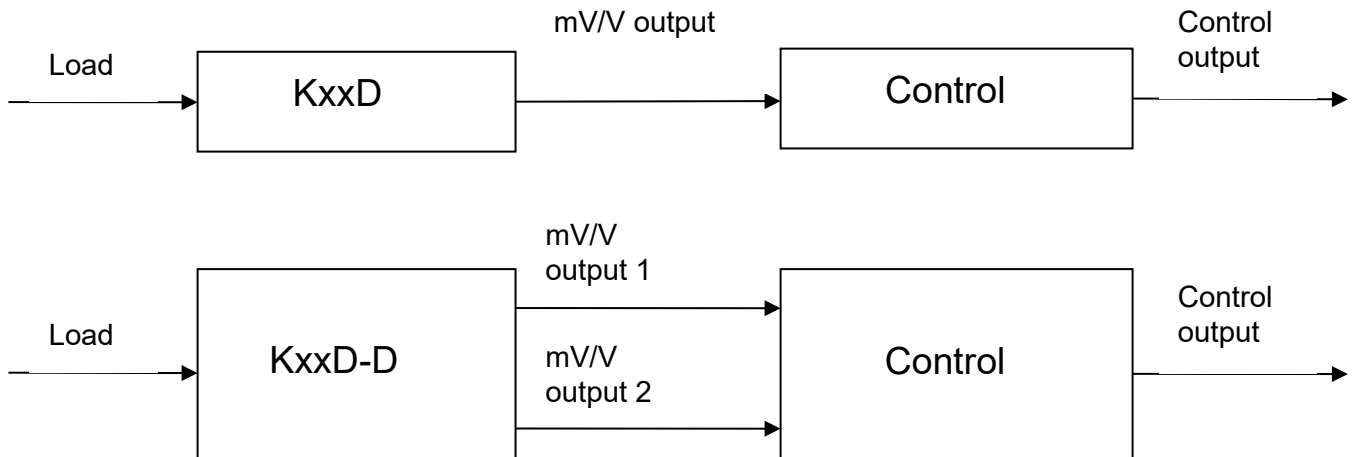 Load
KxxD
mV/V output
Control
Control
output
Load
KxxD-D
mV/V
output 1
mV/V
output 2
Control
Control
output